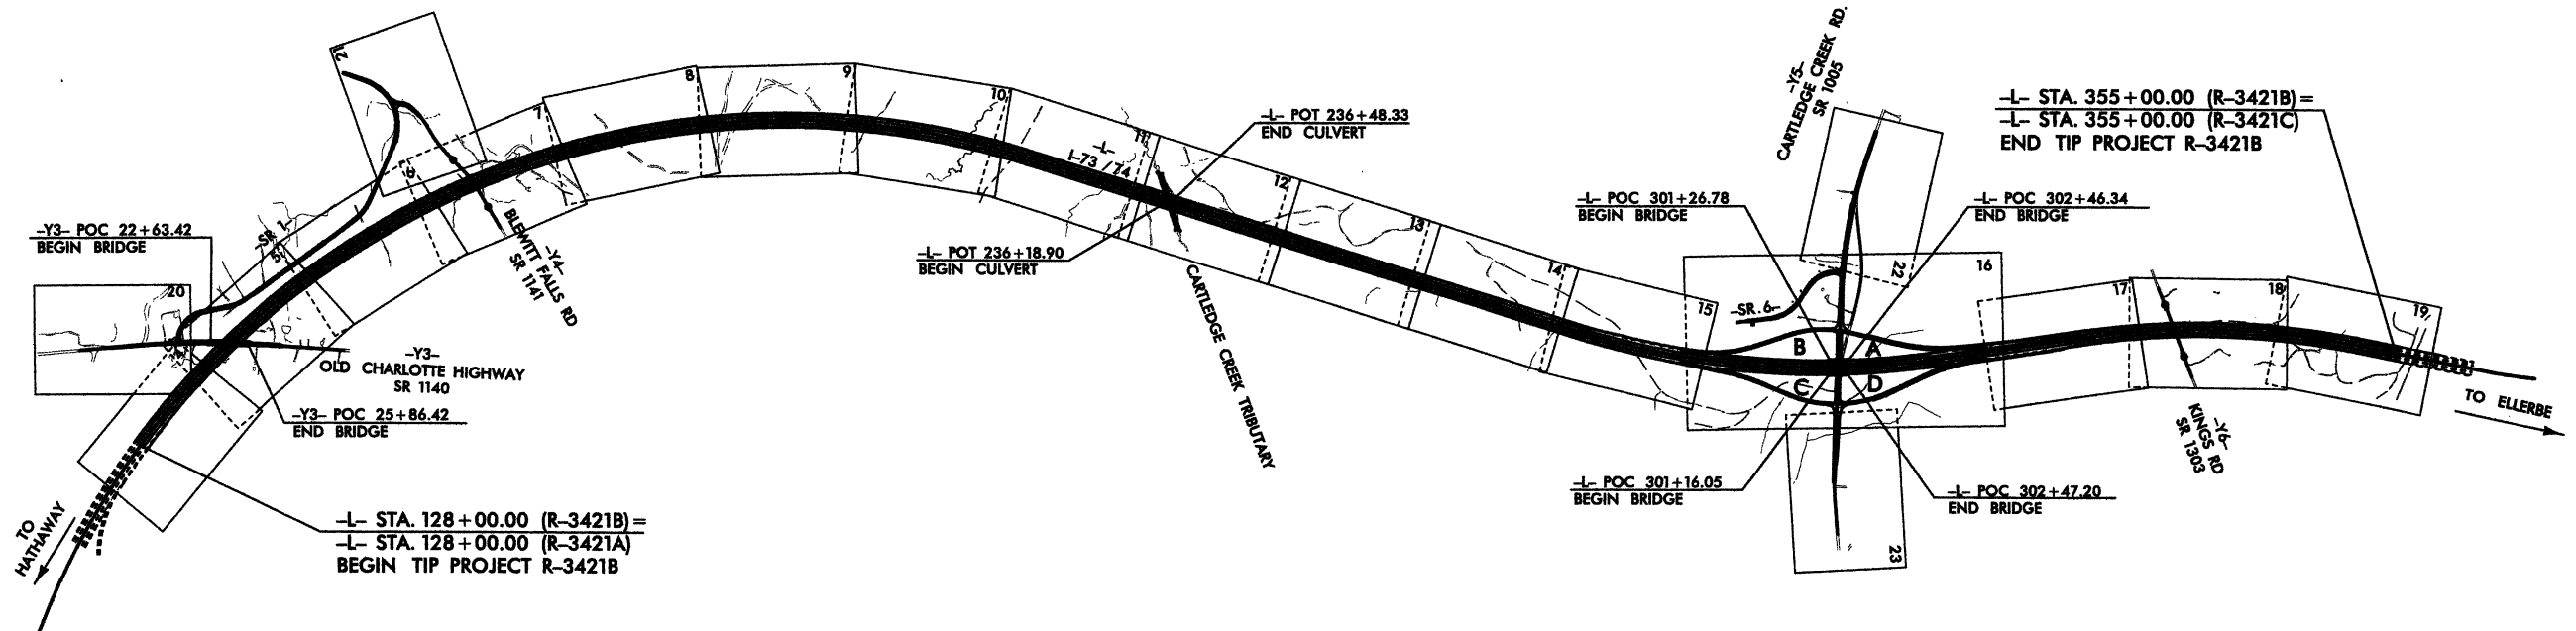 21
8
9
10
7
6
5
-SR 1-
-Y3- POC 22+63.42
BEGIN BRIDGE
20
-Y3-
OLD CHARLOTTE HIGHWAY
SR 1140
-Y3- POC 25+86.42
END BRIDGE
-Y4-
BLEWITT FALLS RD
SR 1141
TO
HATHAWAY
-L- STA. 128+00.00 (R-3421B)=
-L- STA. 128+00.00 (R-3421A)
BEGIN TIP PROJECT R-3421B
-L-
I-73 /74
11
-L- POT 236+48.33
END CULVERT
-L- POT 236+18.90
BEGIN CULVERT
CARTLEDGE CREEK TRIBUTARY
12
13
14
15
-Y5-
CARTLEDGE CREEK RD.
SR 1005
-L- POC 301+26.78
BEGIN BRIDGE
-L- POC 302+46.34
END BRIDGE
22
16
-SR. 6-
B
A
C
D
-L- POC 301+16.05
BEGIN BRIDGE
-L- POC 302+47.20
END BRIDGE
23
-L- STA. 355+00.00 (R-3421B)=
-L- STA. 355+00.00 (R-3421C)
END TIP PROJECT R-3421B
17
18
19
-Y6-
KINGS RD
SR 1303
TO ELLERBE